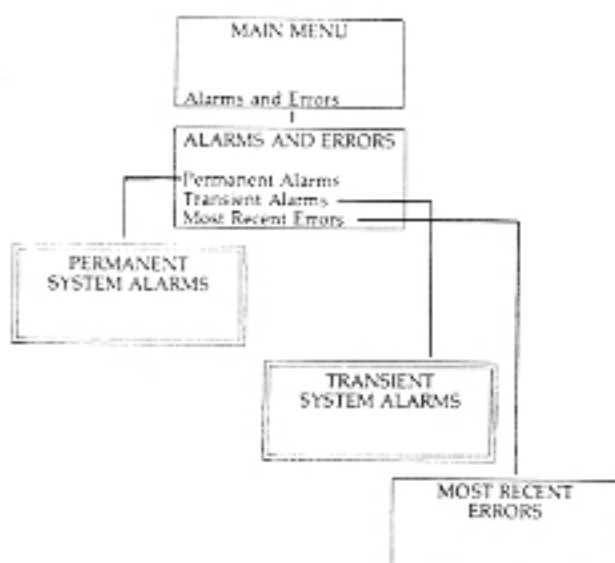 MAIN MENU
Alarms and Errors
ALARMS AND ERRORS
Permanent Alarms
Transient Alarms
Most Recent Errors
PERMANENT
SYSTEM ALARMS
TRANSIENT
SYSTEM ALARMS
MOST RECENT
ERRORS